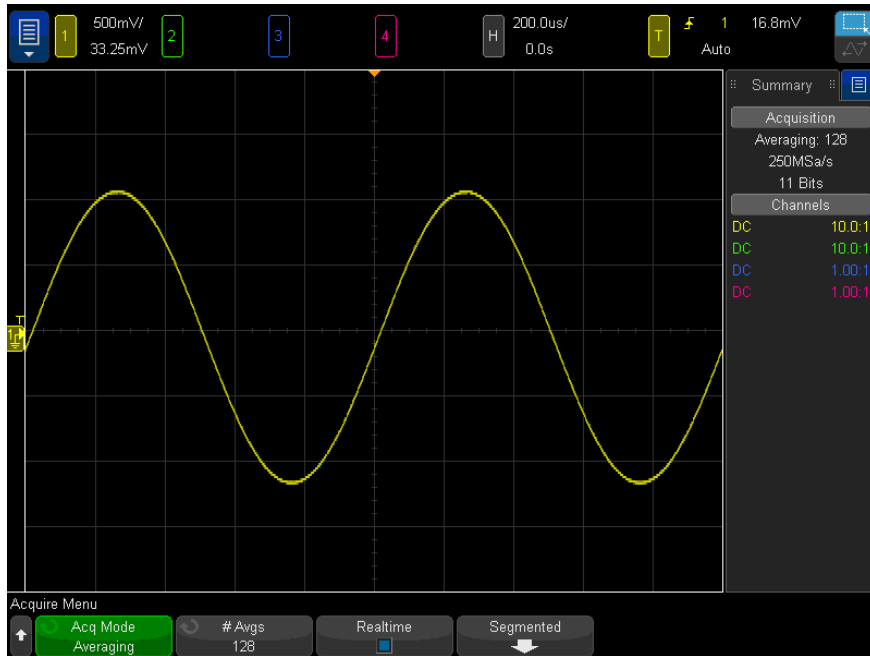 1
500mV/
33.25mV
2
3
4
H
200.0us/
0.0s
T
1
16.8mV
Auto
Summary
Acquisition
Averaging: 128
250MSa/s
11 Bits
Channels
DC 10.0:1
DC 10.0:1
DC 1.00:1
DC 1.00:1
T
1
Acquire Menu
Acq Mode
Averaging
# Avgs
128
Realtime
Segmented